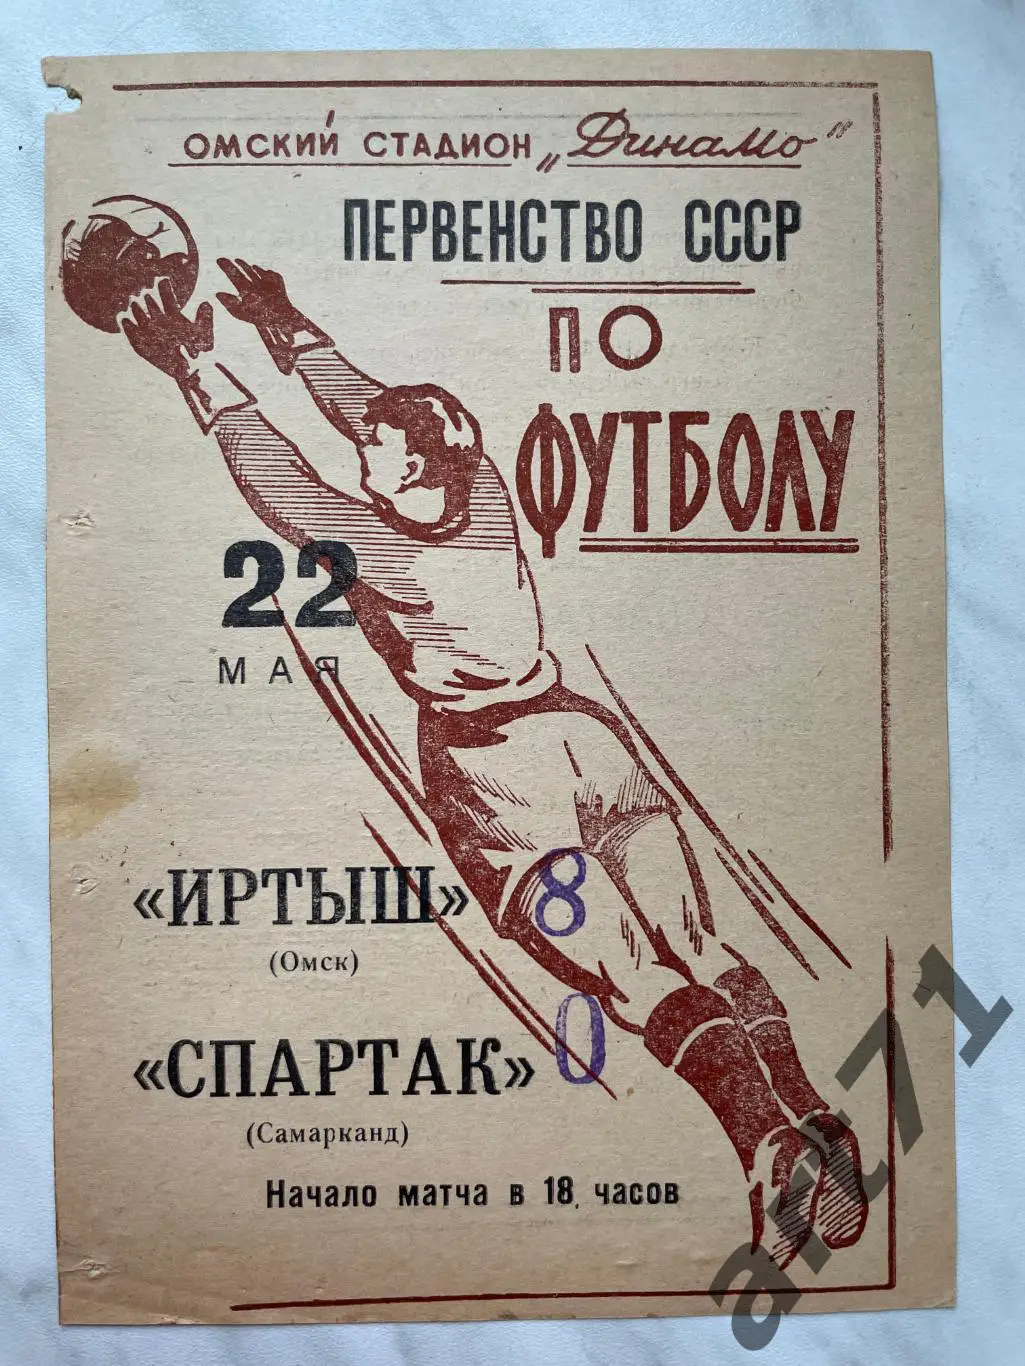 ОМСКИЙ СТАДИОН „Динамо“
ПЕРВЕНСТВО СССР
ПО
ФУТБОЛУ
22
МАЯ
«ИРТЫШ» 8
(Омск)
«СПАРТАК» 0
(Самарканд)
Начало матча в 18 часов
art71